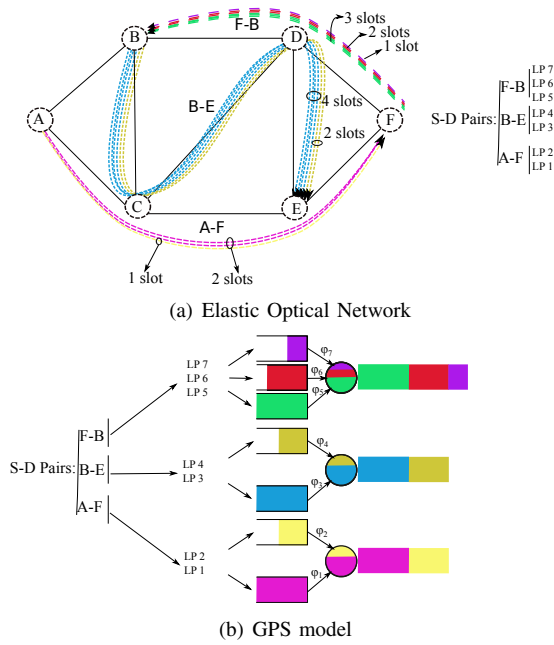 3 slots
F-B
2 slots
1 slot
B
D
A
B-E
4 slots
2 slots
F
C
E
A-F
1 slot
2 slots
S-D Pairs:
F-B
LP 7
LP 6
LP 5
B-E
LP 4
LP 3
A-F
LP 2
LP 1
(a) Elastic Optical Network
S-D Pairs:
F-B
B-E
A-F
LP 7
LP 6
LP 5
LP 4
LP 3
LP 2
LP 1
φ7
φ6
φ5
φ4
φ3
φ2
φ1
(b) GPS model